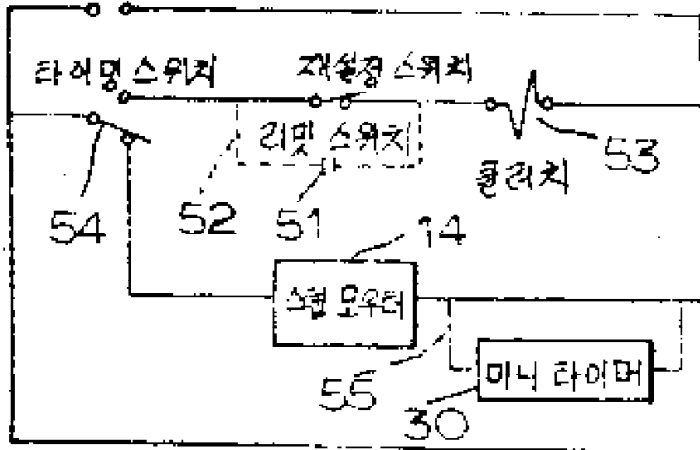 타이밍 스위치
재설정 스위치
리밋 스위치
53
클러치
52
51
54
14
스텝 모우터
미니 타이머
55
30